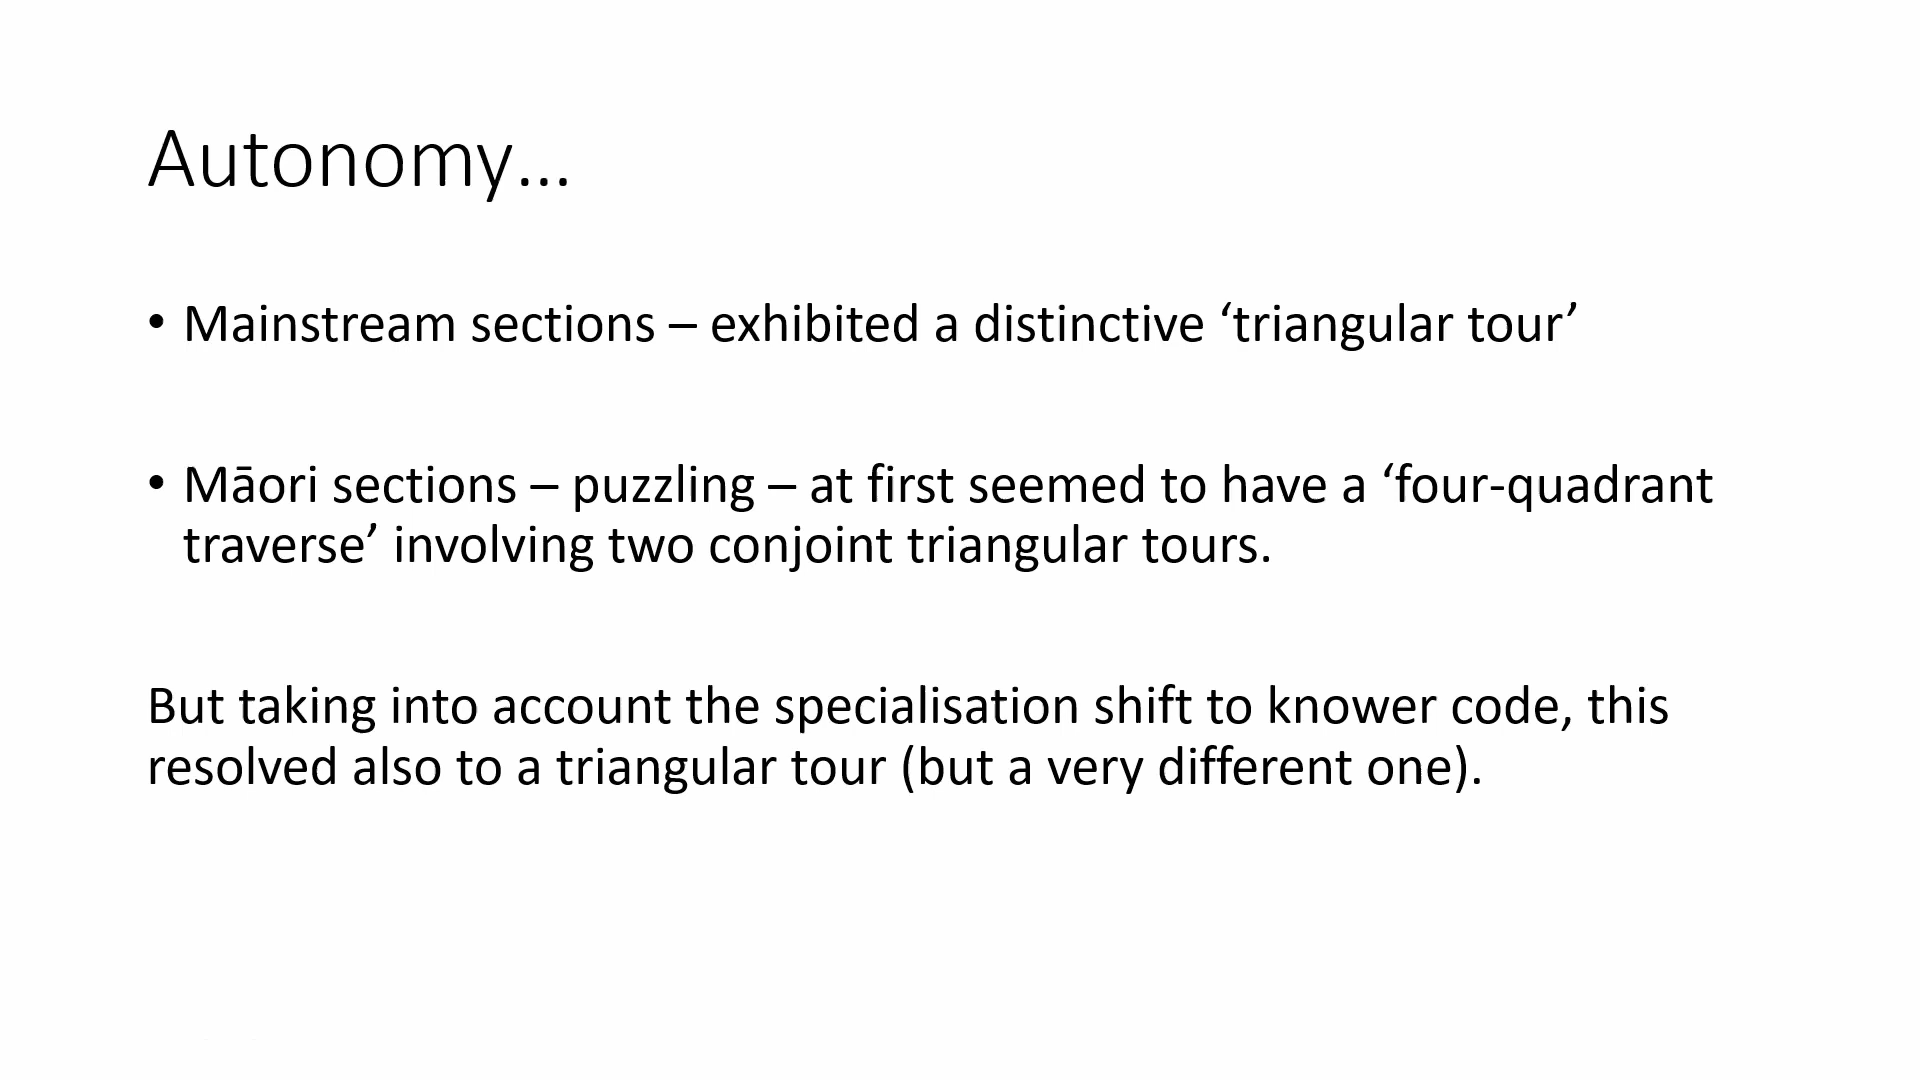 Autonomy…
• Mainstream sections – exhibited a distinctive ‘triangular tour’
• Māori sections – puzzling – at first seemed to have a ‘four-quadrant
traverse’ involving two conjoint triangular tours.
But taking into account the specialisation shift to knower code, this
resolved also to a triangular tour (but a very different one).